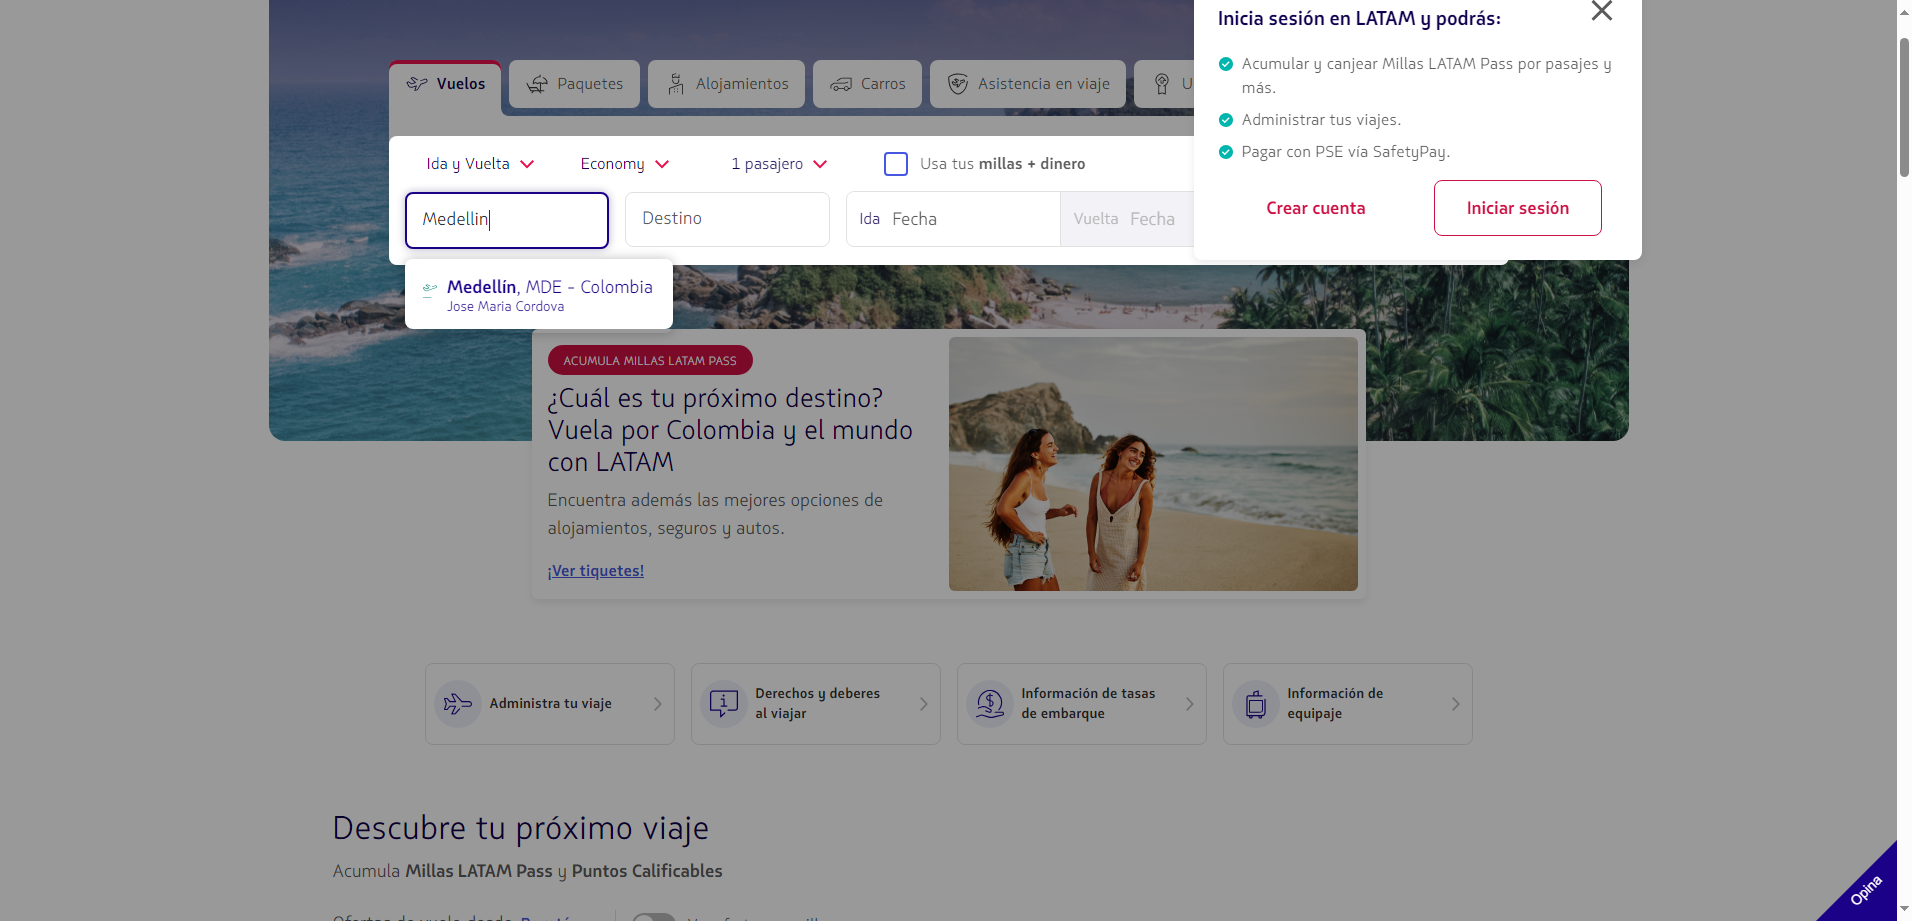 Inicia sesión en LATAM y podrás:
Acumular y canjear Millas LATAM Pass por pasajes y
más.
Administrar tus viajes.
Pagar con PSE vía SafetyPay.
Crear cuenta
Iniciar sesión
Vuelos
Paquetes
Alojamientos
Carros
Asistencia en viaje
U
Ida y Vuelta
Economy
1 pasajero
Usa tus millas + dinero
Medellin
Destino
Ida Fecha
Vuelta Fecha
Medellín, MDE - Colombia
Jose Maria Cordova
ACUMULA MILLAS LATAM PASS
¿Cuál es tu próximo destino?
Vuela por Colombia y el mundo
con LATAM
Encuentra además las mejores opciones de
alojamientos, seguros y autos.
¡Ver tiquetes!
Administra tu viaje
Derechos y deberes
al viajar
Información de tasas
de embarque
Información de
equipaje
Descubre tu próximo viaje
Acumula Millas LATAM Pass y Puntos Calificables
Opina